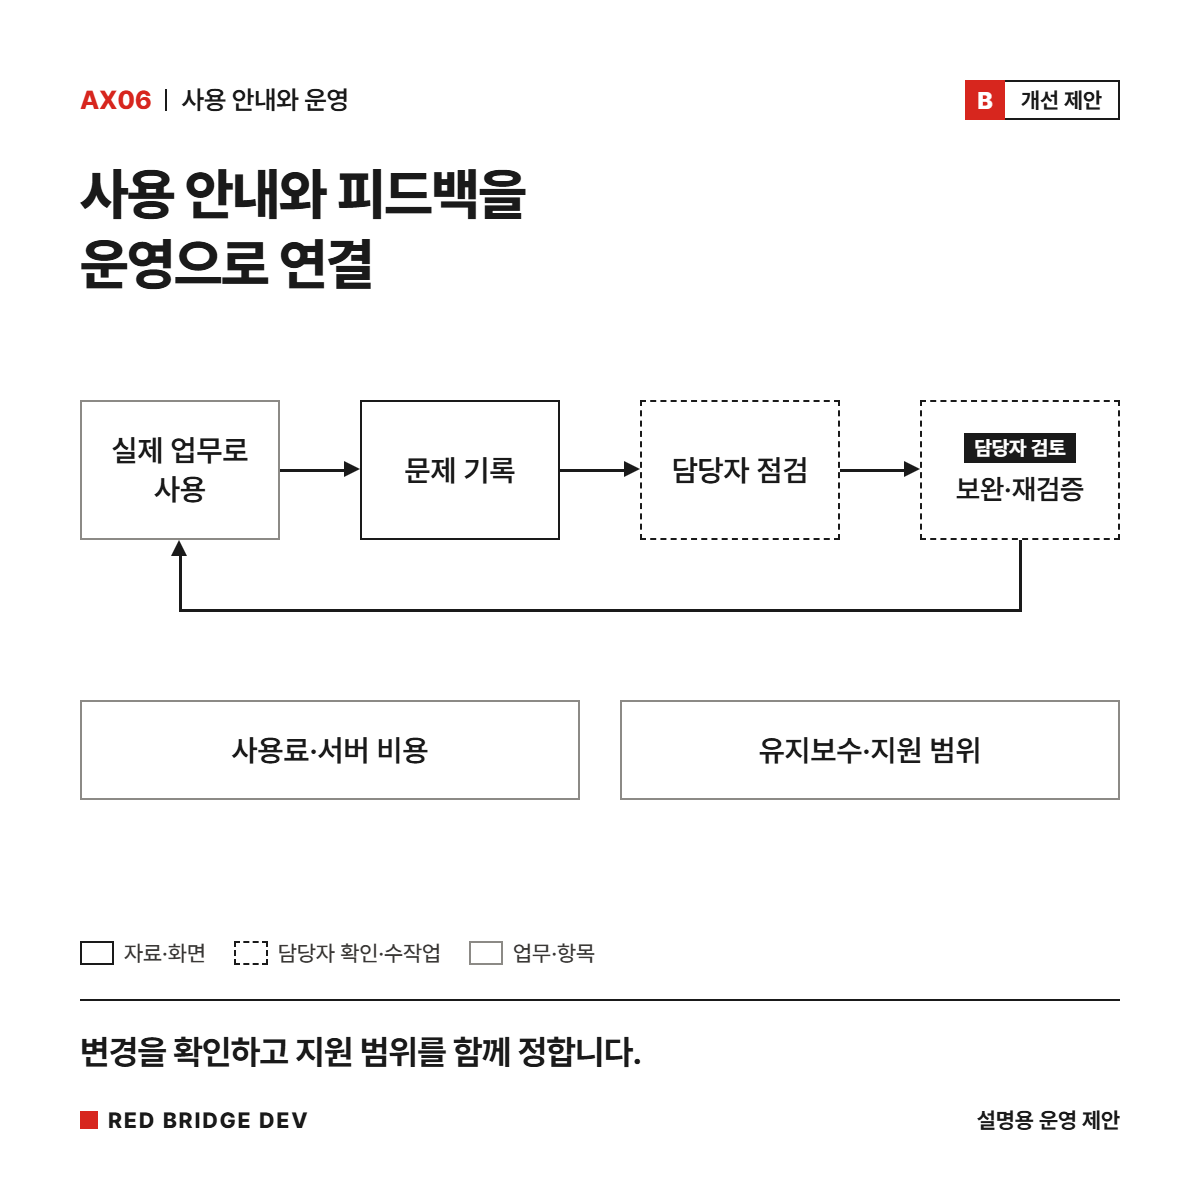 AX06 | 사용 안내와 운영
B 개선 제안
사용 안내와 피드백을
운영으로 연결
실제 업무로
사용
문제 기록
담당자 점검
담당자 검토
보완·재검증
사용료·서버 비용
유지보수·지원 범위
자료·화면
담당자 확인·수작업
업무·항목
변경을 확인하고 지원 범위를 함께 정합니다.
RED BRIDGE DEV
설명용 운영 제안